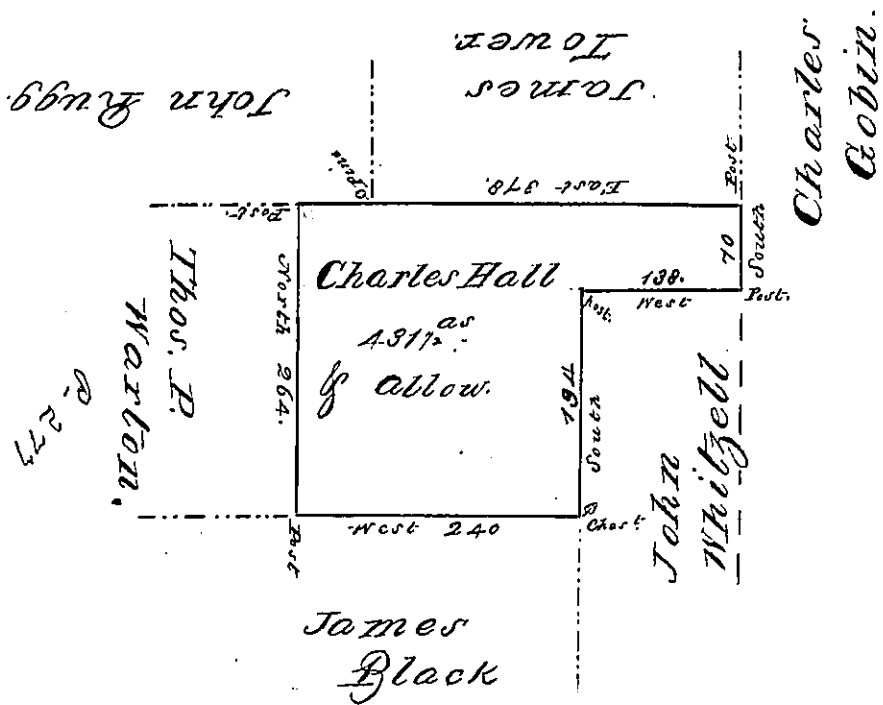 Charles
Gobin.
James
Tower.
John Rugg.
Post
East 378.
Pine
Post.
70
South
Post.
138.
West
Post.
Charles Hall
431½ as
& allow.
North 264.
Thos. P.
Warton.
P. 277
194
South
John
Whitzell
Chest.
West 240
Post
James
Black